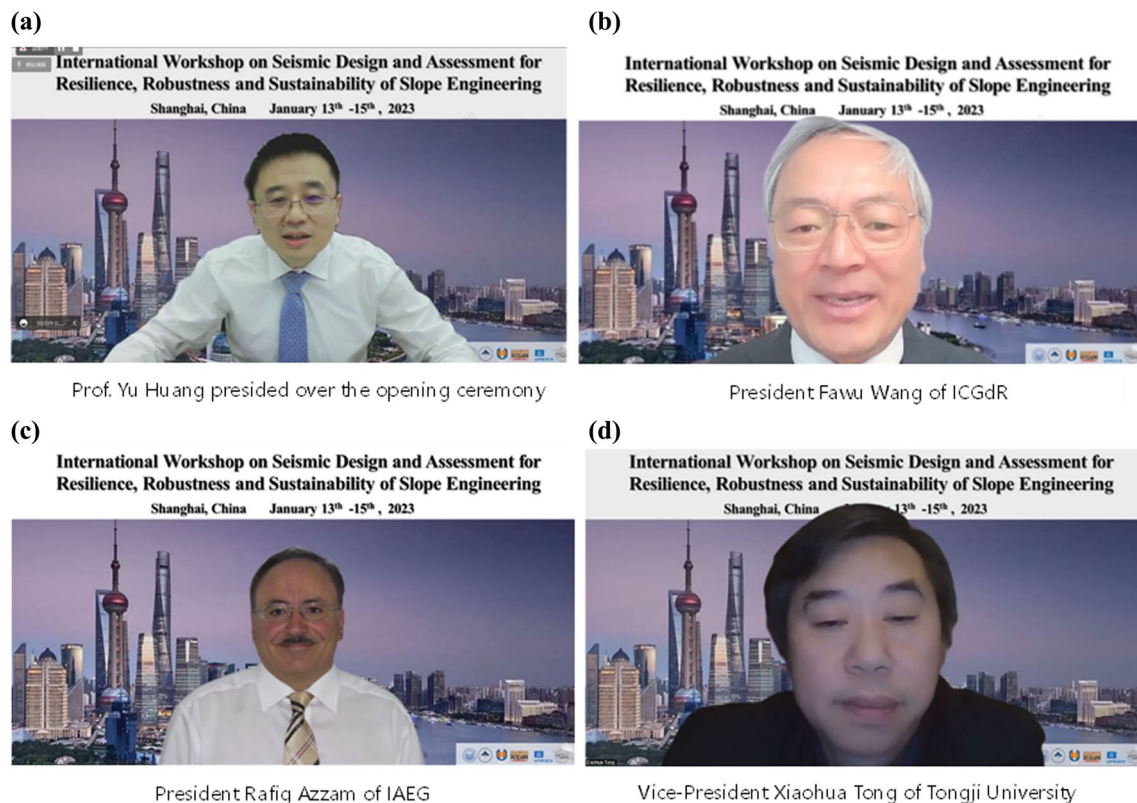 (a)
International Workshop on Seismic Design and Assessment for
Resilience, Robustness and Sustainability of Slope Engineering
Shanghai, China January 13th -15th , 2023
Prof. Yu Huang presided over the opening ceremony
(b)
International Workshop on Seismic Design and Assessment for
Resilience, Robustness and Sustainability of Slope Engineering
Shanghai, China January 13th -15th , 2023
President Fawu Wang of ICGdR
(c)
International Workshop on Seismic Design and Assessment for
Resilience, Robustness and Sustainability of Slope Engineering
Shanghai, China January 13th -15th , 2023
President Rafiq Azzam of IAEG
(d)
International Workshop on Seismic Design and Assessment for
Resilience, Robustness and Sustainability of Slope Engineering
Shanghai, China 13th -15th , 2023
Xiaohua Tong
Vice-President Xiaohua Tong of Tongji University